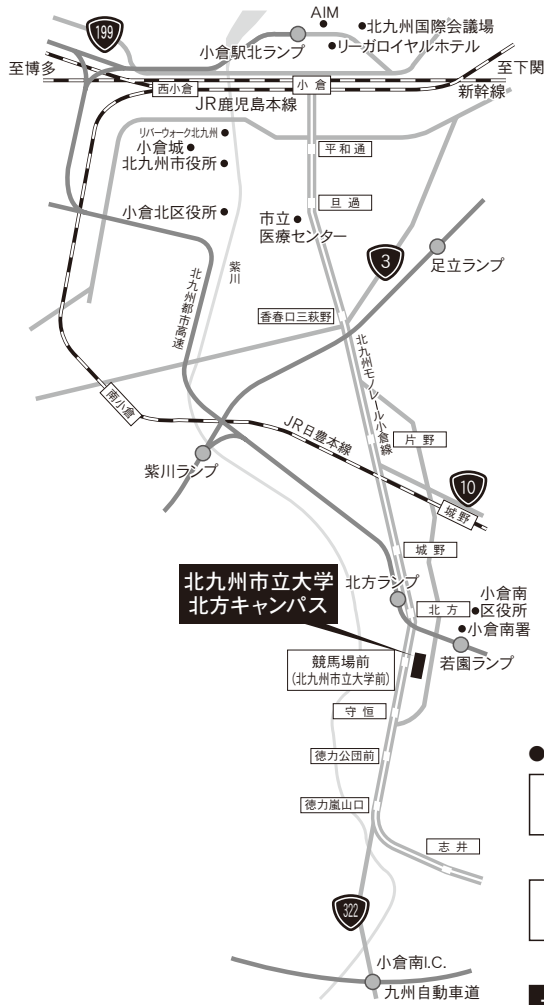 AIM
199
北九州国際会議場
小倉駅北ランプ
リーガロイヤルホテル
至博多
至下関
西小倉
小倉
新幹線
JR鹿児島本線
リバーウォーク北九州
平和通
小倉城
北九州市役所
旦過
小倉北区役所
市立
医療センター
3
足立ランプ
紫川
北九州都市高速
香春口三萩野
北九州モノレール小倉線
南小倉
JR日豊本線
片野
紫川ランプ
10
城野
城野
北九州市立大学
北方キャンパス
北方ランプ
小倉南
区役所
北方
小倉南署
競馬場前
(北九州市立大学前)
若園ランプ
守恒
徳力公団前
徳力嵐山口
志井
322
小倉南I.C.
九州自動車道